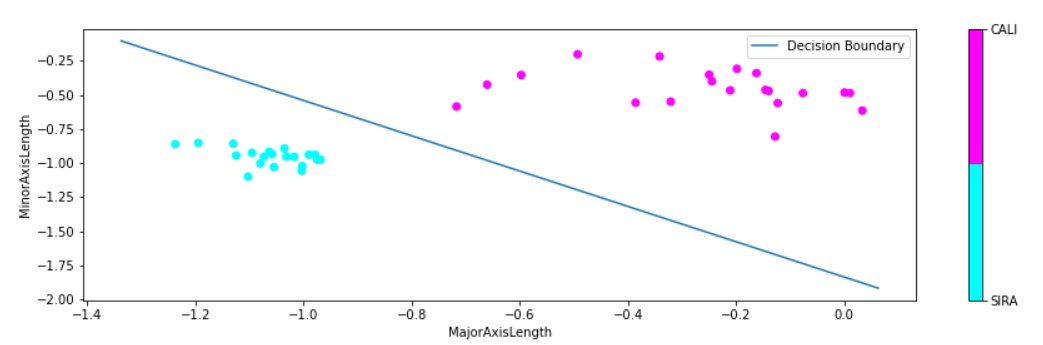 Decision Boundary
CALI
−0.25
−0.50
−0.75
−1.00
−1.25
−1.50
−1.75
−2.00
MinorAxisLength
−1.4 −1.2 −1.0 −0.8 −0.6 −0.4 −0.2 0.0
MajorAxisLength
SIRA